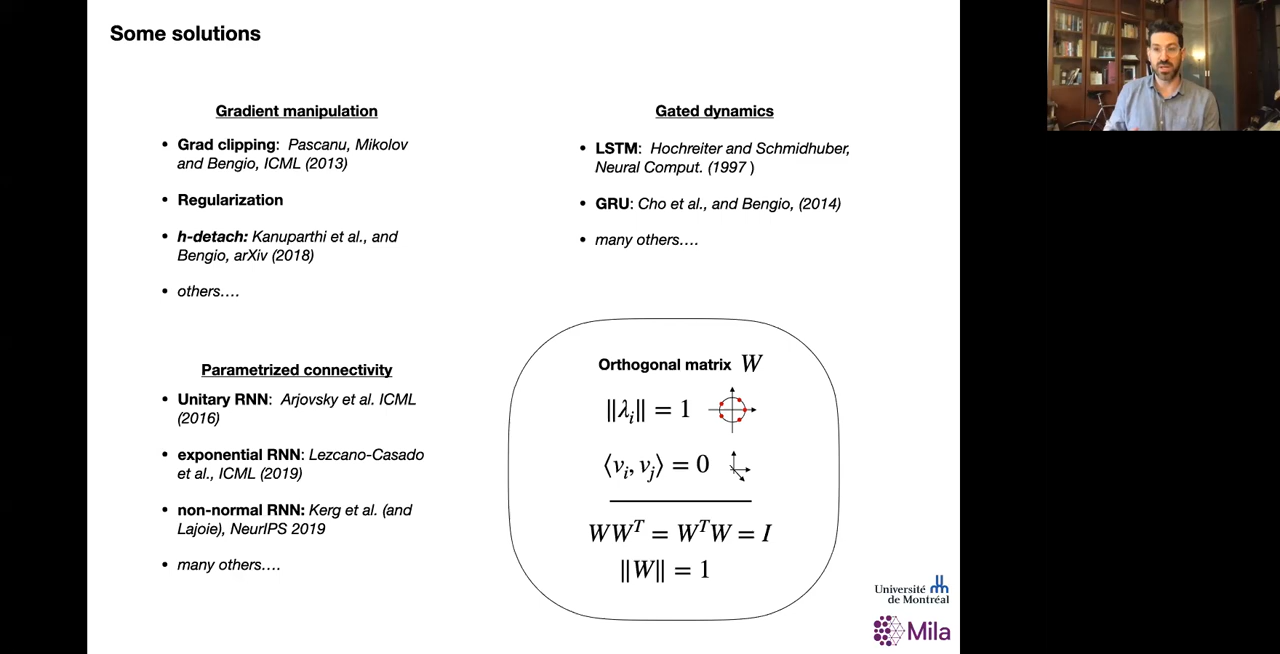 Some solutions
Gradient manipulation
• Grad clipping: Pascanu, Mikolov
and Bengio, ICML (2013)
• Regularization
• h-detach: Kanuparthi et al., and
Bengio, arXiv (2018)
• others….
Gated dynamics
• LSTM: Hochreiter and Schmidhuber,
Neural Comput. (1997 )
• GRU: Cho et al., and Bengio, (2014)
• many others….
Parametrized connectivity
• Unitary RNN: Arjovsky et al. ICML
(2016)
• exponential RNN: Lezcano-Casado
et al., ICML (2019)
• non-normal RNN: Kerg et al. (and
Lajoie), NeurIPS 2019
• many others….
Orthogonal matrix W
||λᵢ|| = 1
⟨vᵢ, vⱼ⟩ = 0
WWᵀ = WᵀW = I
||W|| = 1
Université
de Montréal
Mila